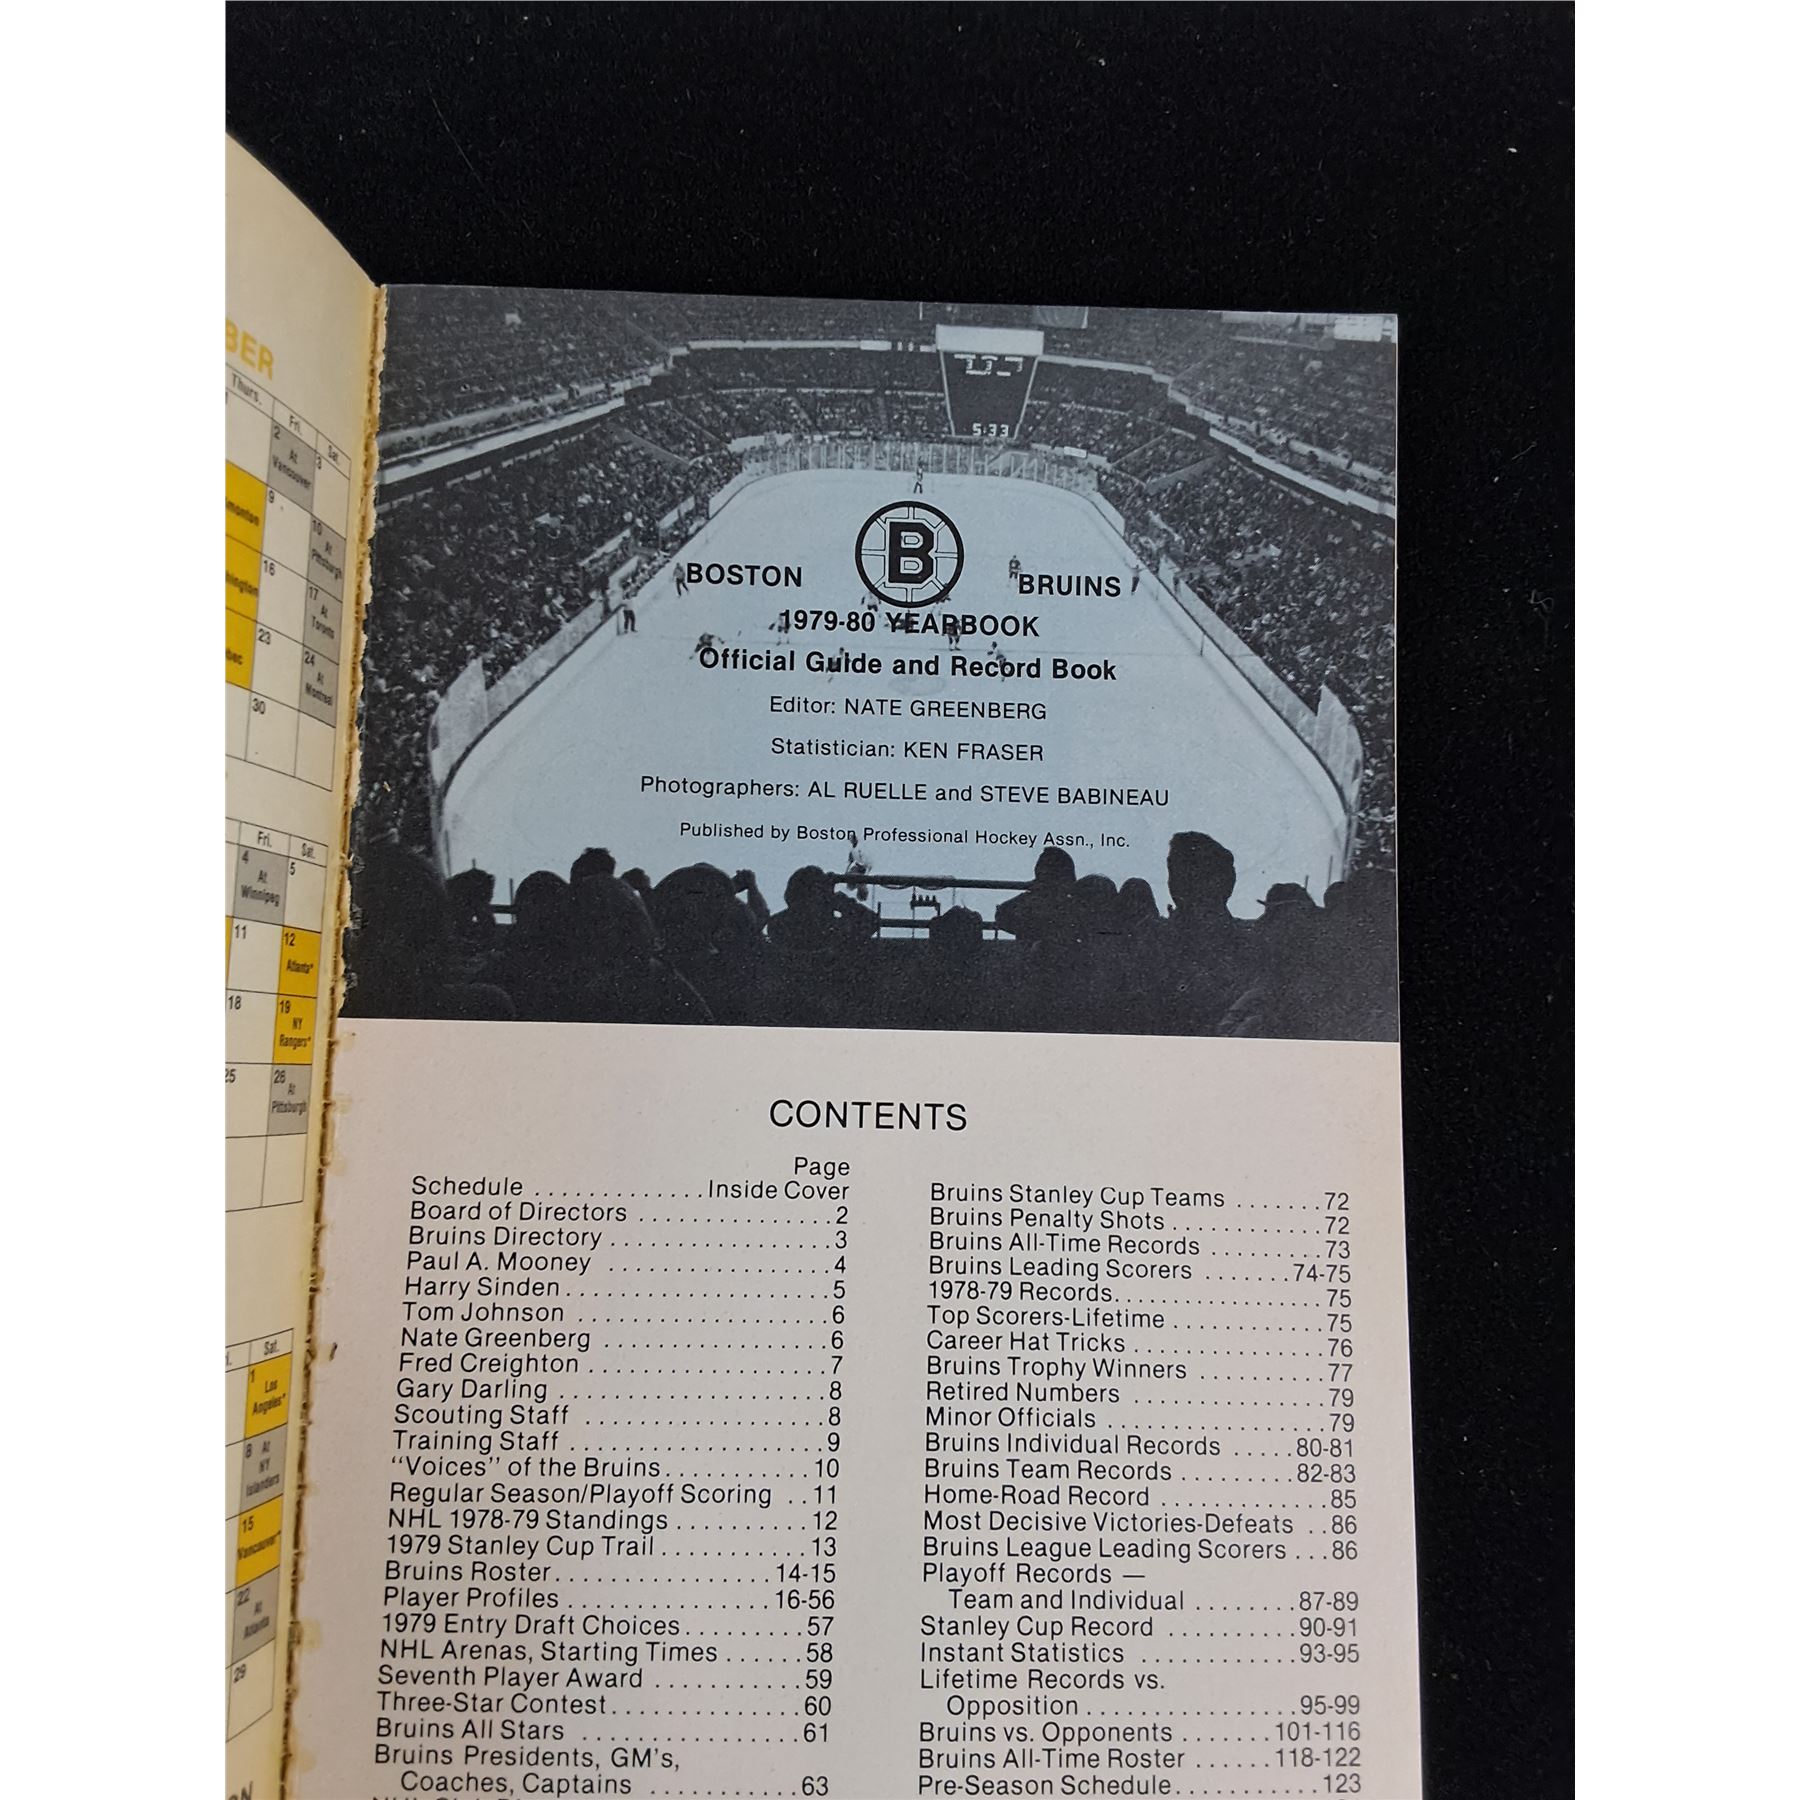 BER
Thurs.
Fri.
Sat.
2
At
Vancouver
3
9
10
At
Pittsburgh
16
17
At
Toronto
23
24
At
Montreal
30
Fri.
Sat.
4
At
Winnipeg
5
11
12
Atlanta*
18
19
NY
Rangers*
25
26
At
Pittsburgh
Sat.
1
Los
Angeles*
8
At
NY
Islanders
15
Vancouver*
22
At
Atlanta
29
ON
3 3
5:33
B
BOSTON BRUINS
1979-80 YEARBOOK
Official Guide and Record Book
Editor: NATE GREENBERG
Statistician: KEN FRASER
Photographers: AL RUELLE and STEVE BABINEAU
Published by Boston Professional Hockey Assn., Inc.
CONTENTS
Page
Schedule .............Inside Cover
Board of Directors ..............2
Bruins Directory .................3
Paul A. Mooney .................4
Harry Sinden....................5
Tom Johnson ...................6
Nate Greenberg .................6
Fred Creighton ..................7
Gary Darling ....................8
Scouting Staff ..................8
Training Staff ...................9
"Voices" of the Bruins...........10
Regular Season/Playoff Scoring ..11
NHL 1978-79 Standings..........12
1979 Stanley Cup Trail...........13
Bruins Roster................14-15
Player Profiles ...............16-56
1979 Entry Draft Choices.........57
NHL Arenas, Starting Times ......58
Seventh Player Award ...........59
Three-Star Contest..............60
Bruins All Stars .................61
Bruins Presidents, GM's,
Coaches, Captains ...........63
Bruins Stanley Cup Teams .......72
Bruins Penalty Shots ............72
Bruins All-Time Records .........73
Bruins Leading Scorers .......74-75
1978-79 Records................75
Top Scorers-Lifetime ............75
Career Hat Tricks ...............76
Bruins Trophy Winners ..........77
Retired Numbers ...............79
Minor Officials .................79
Bruins Individual Records .....80-81
Bruins Team Records .........82-83
Home-Road Record .............85
Most Decisive Victories-Defeats ..86
Bruins League Leading Scorers ...86
Playoff Records —
Team and Individual ........87-89
Stanley Cup Record ..........90-91
Instant Statistics ............93-95
Lifetime Records vs.
Opposition .................95-99
Bruins vs. Opponents .......101-116
Bruins All-Time Roster ......118-122
Pre-Season Schedule...........123